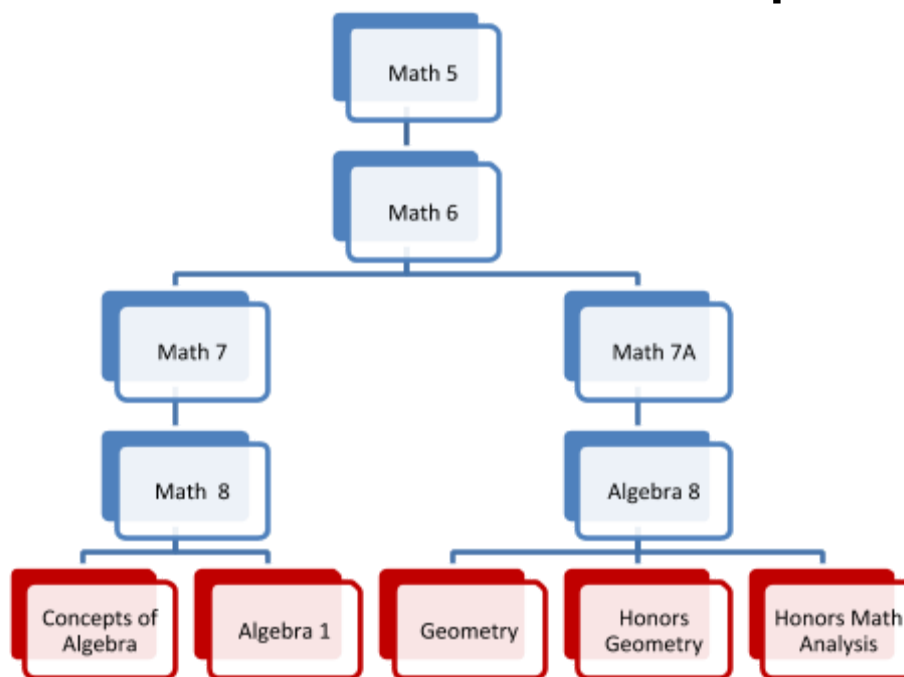 Math 5
Math 6
Math 7
Math 7A
Math 8
Algebra 8
Concepts of
Algebra
Algebra 1
Geometry
Honors
Geometry
Honors Math
Analysis